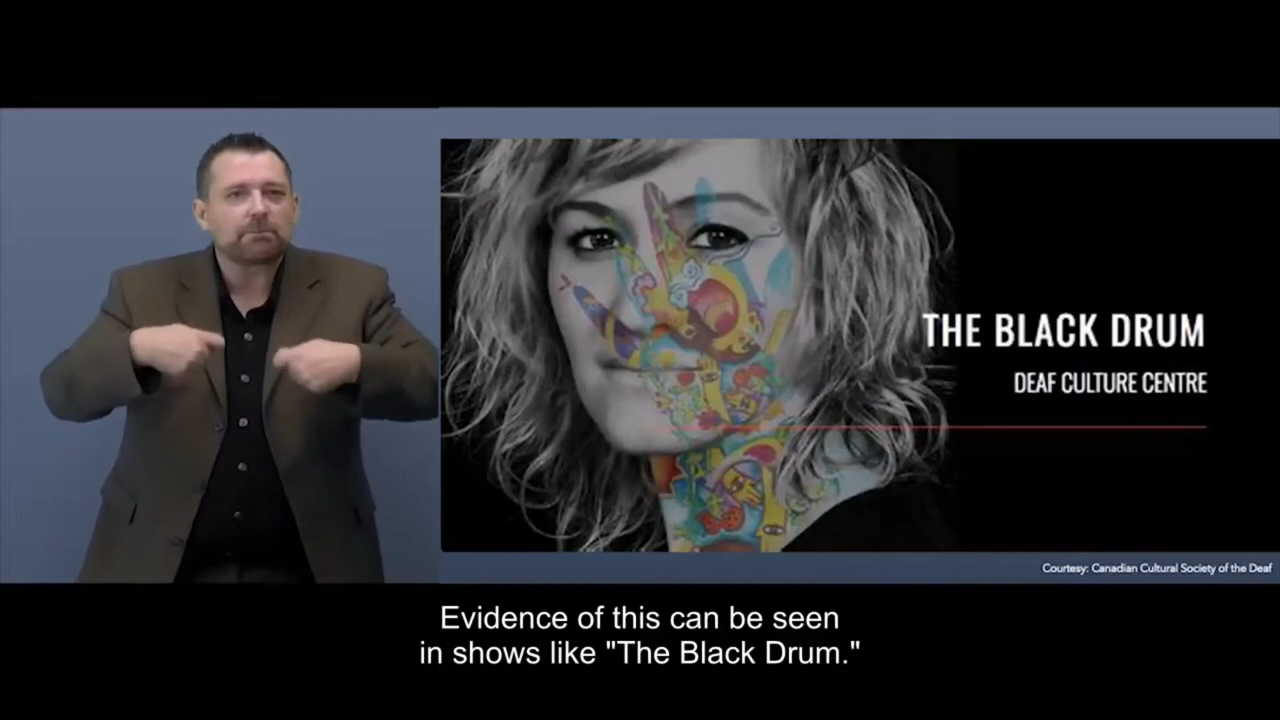 THE BLACK DRUM
DEAF CULTURE CENTRE
Courtesy: Canadian Cultural Society of the Deaf
Evidence of this can be seen
in shows like "The Black Drum."